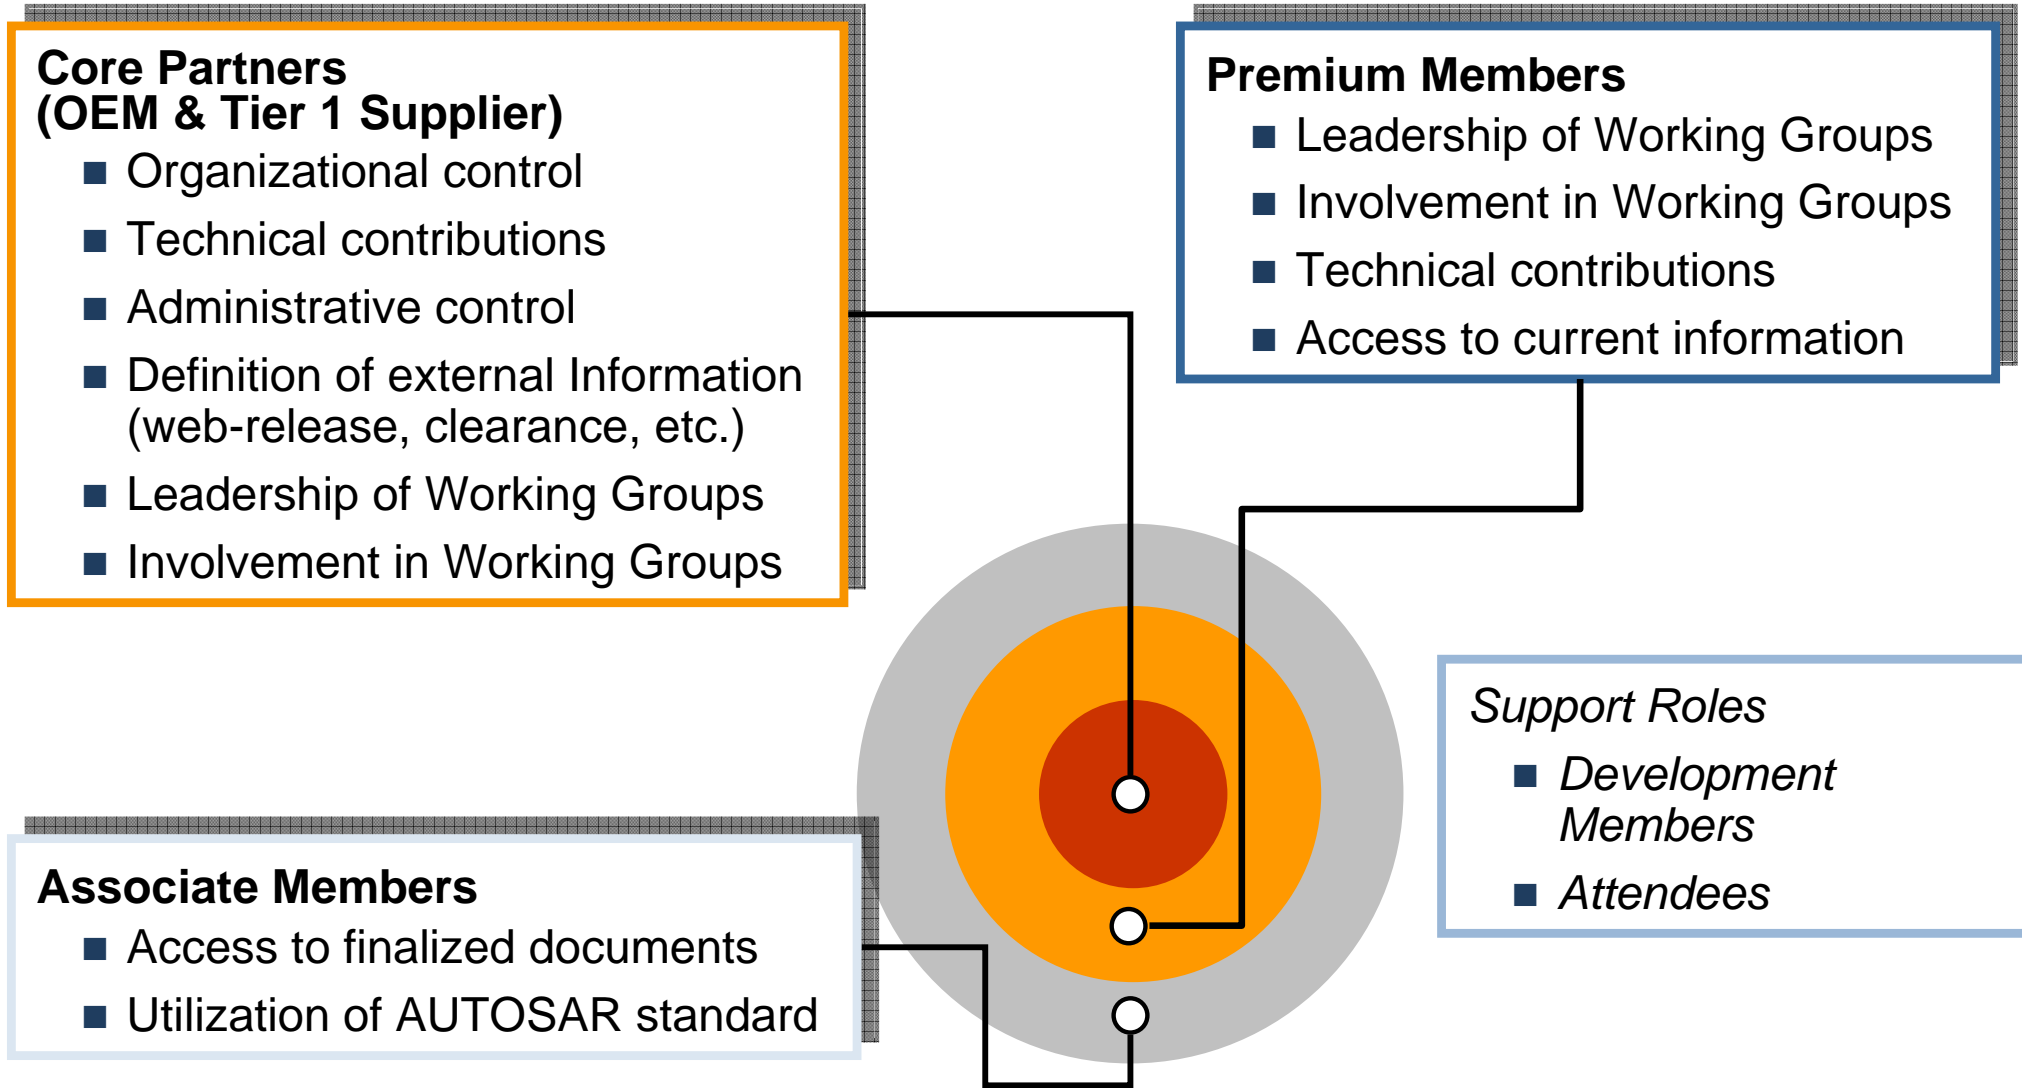 Core Partners
(OEM & Tier 1 Supplier)
■ Organizational control
■ Technical contributions
■ Administrative control
■ Definition of external Information
(web-release, clearance, etc.)
■ Leadership of Working Groups
■ Involvement in Working Groups
Premium Members
■ Leadership of Working Groups
■ Involvement in Working Groups
■ Technical contributions
■ Access to current information
Support Roles
■ Development
Members
■ Attendees
Associate Members
■ Access to finalized documents
■ Utilization of AUTOSAR standard